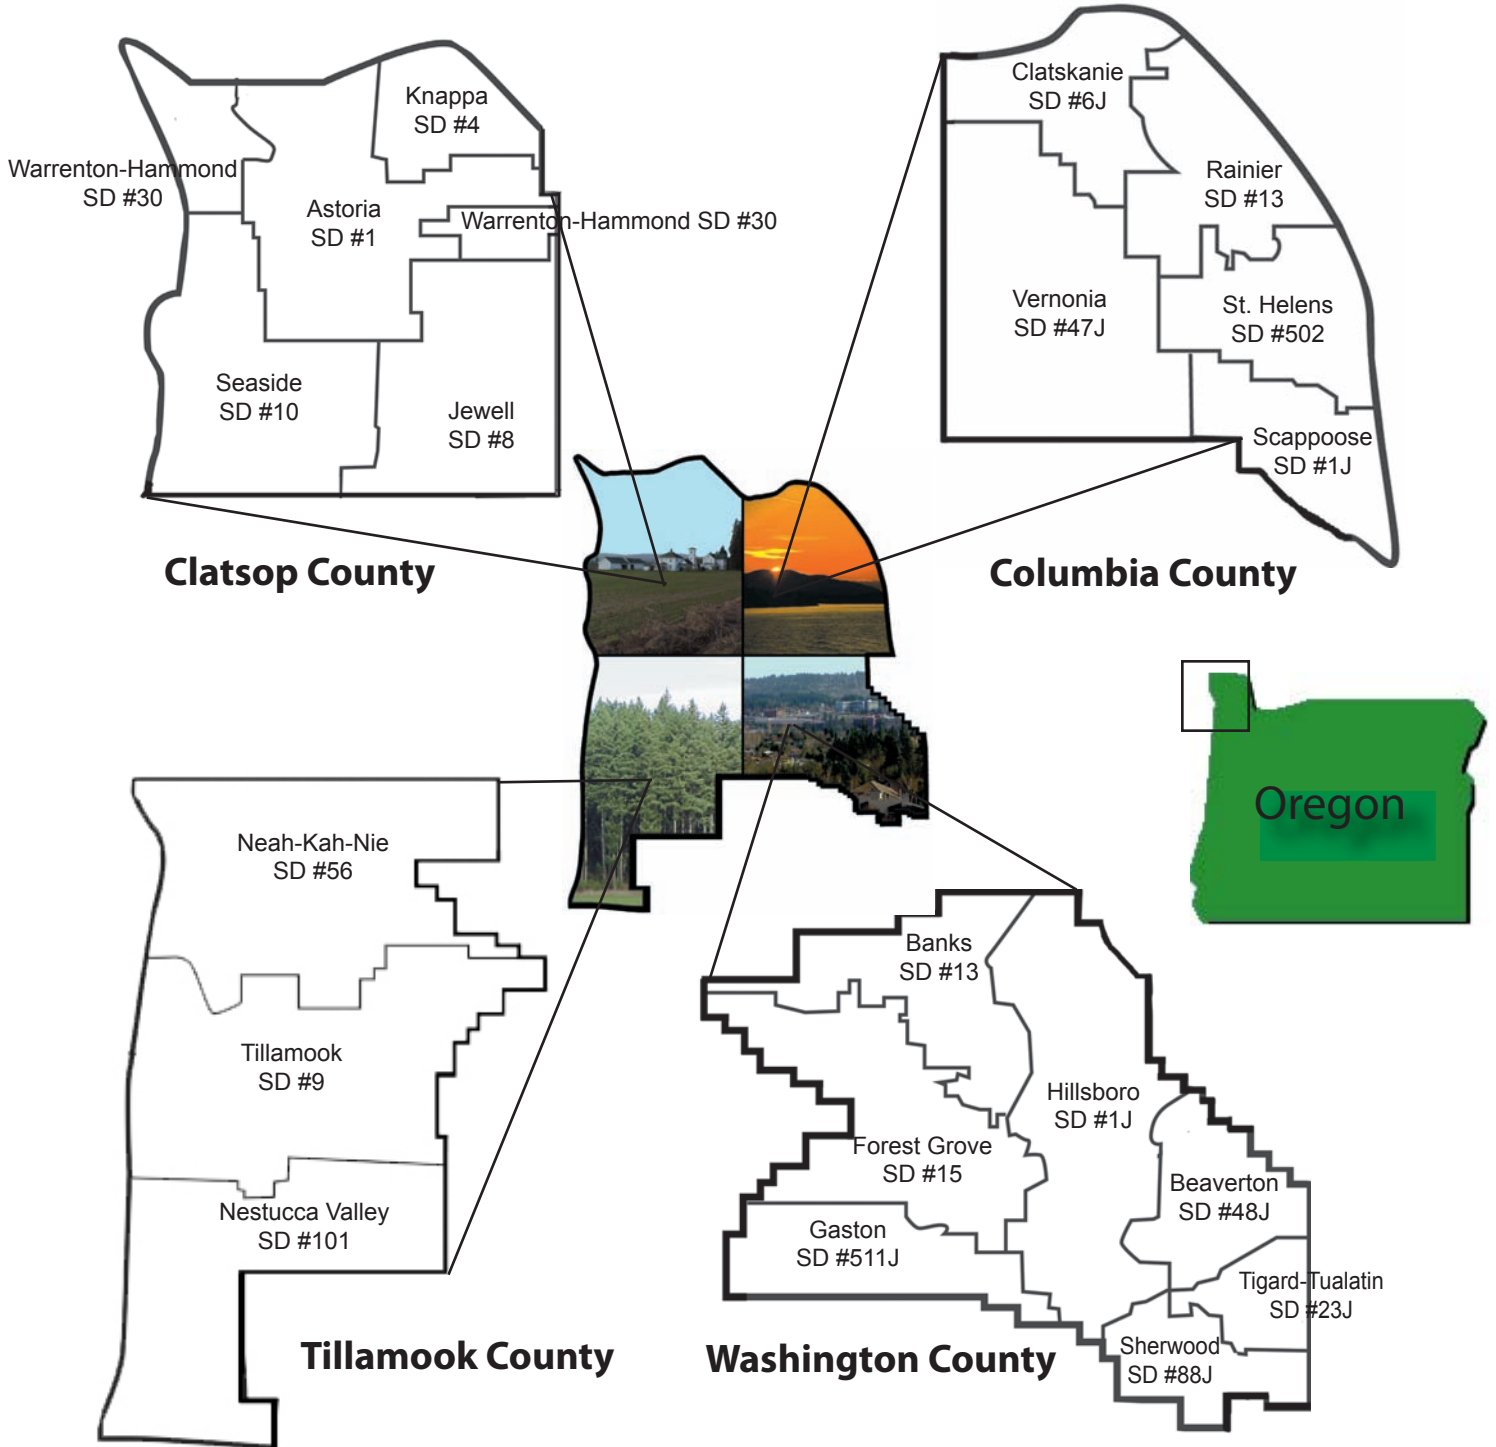 Knappa
SD #4
Warrenton-Hammond
SD #30
Astoria
SD #1
Warrenton-Hammond SD #30
Seaside
SD #10
Jewell
SD #8
Clatsop County
Clatskanie
SD #6J
Rainier
SD #13
Vernonia
SD #47J
St. Helens
SD #502
Scappoose
SD #1J
Columbia County
Oregon
Neah-Kah-Nie
SD #56
Tillamook
SD #9
Nestucca Valley
SD #101
Tillamook County
Banks
SD #13
Hillsboro
SD #1J
Forest Grove
SD #15
Beaverton
SD #48J
Gaston
SD #511J
Tigard-Tualatin
SD #23J
Sherwood
SD #88J
Washington County